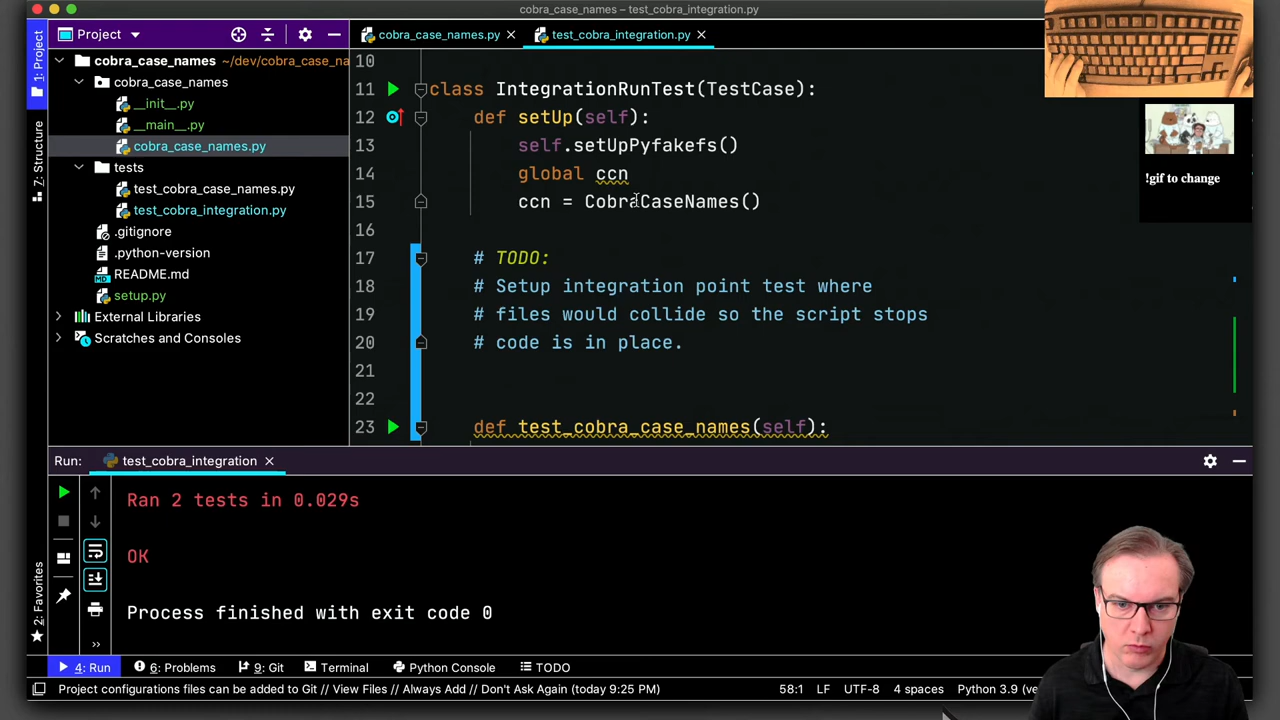 cobra_case_names – test_cobra_integration.py
Project
cobra_case_names.py
test_cobra_integration.py
1: Project
7: Structure
2: Favorites
cobra_case_names ~/dev/cobra_case_na
cobra_case_names
__init__.py
__main__.py
cobra_case_names.py
tests
test_cobra_case_names.py
test_cobra_integration.py
.gitignore
.python-version
README.md
setup.py
External Libraries
Scratches and Consoles
10
11 class IntegrationRunTest(TestCase):
12 def setUp(self):
13 self.setUpPyfakefs()
14 global ccn
15 ccn = CobraCaseNames()
16
17 # TODO:
18 # Setup integration point test where
19 # files would collide so the script stops
20 # code is in place.
21
22
23 def test_cobra_case_names(self):
!gif to change
Run: test_cobra_integration
Ran 2 tests in 0.029s
OK
Process finished with exit code 0
4: Run 6: Problems 9: Git Terminal Python Console TODO
Project configurations files can be added to Git // View Files // Always Add // Don't Ask Again (today 9:25 PM) 58:1 LF UTF-8 4 spaces Python 3.9